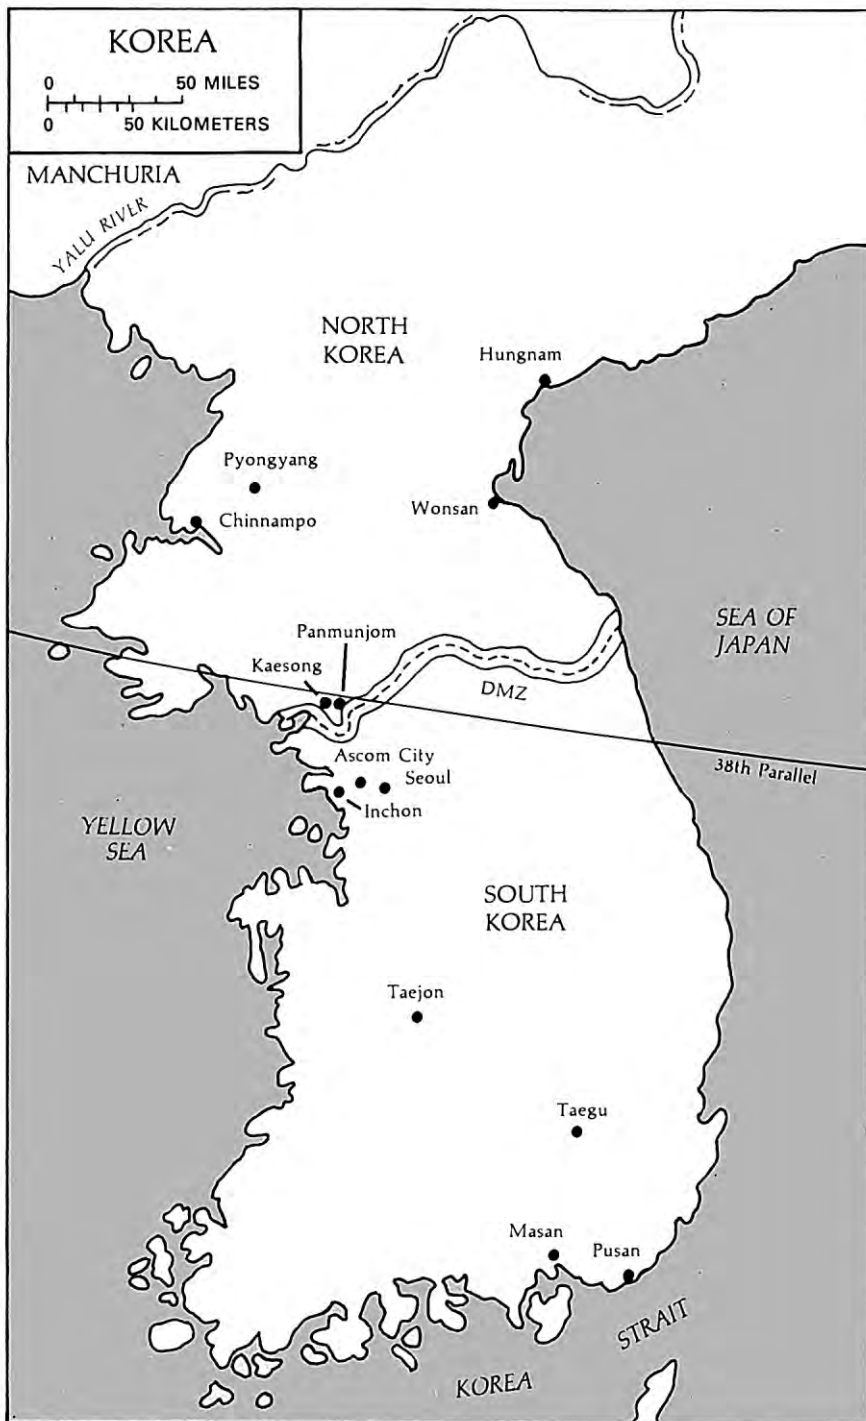 KOREA
0 50 MILES
0 50 KILOMETERS
MANCHURIA
YALU RIVER
NORTH
KOREA
Hungnam
Pyongyang
Chinnampo
Wonsan
SEA OF
JAPAN
Panmunjom
Kaesong
DMZ
38th Parallel
Ascom City
Seoul
Inchon
YELLOW
SEA
SOUTH
KOREA
Taejon
Taegu
Masan
Pusan
KOREA STRAIT